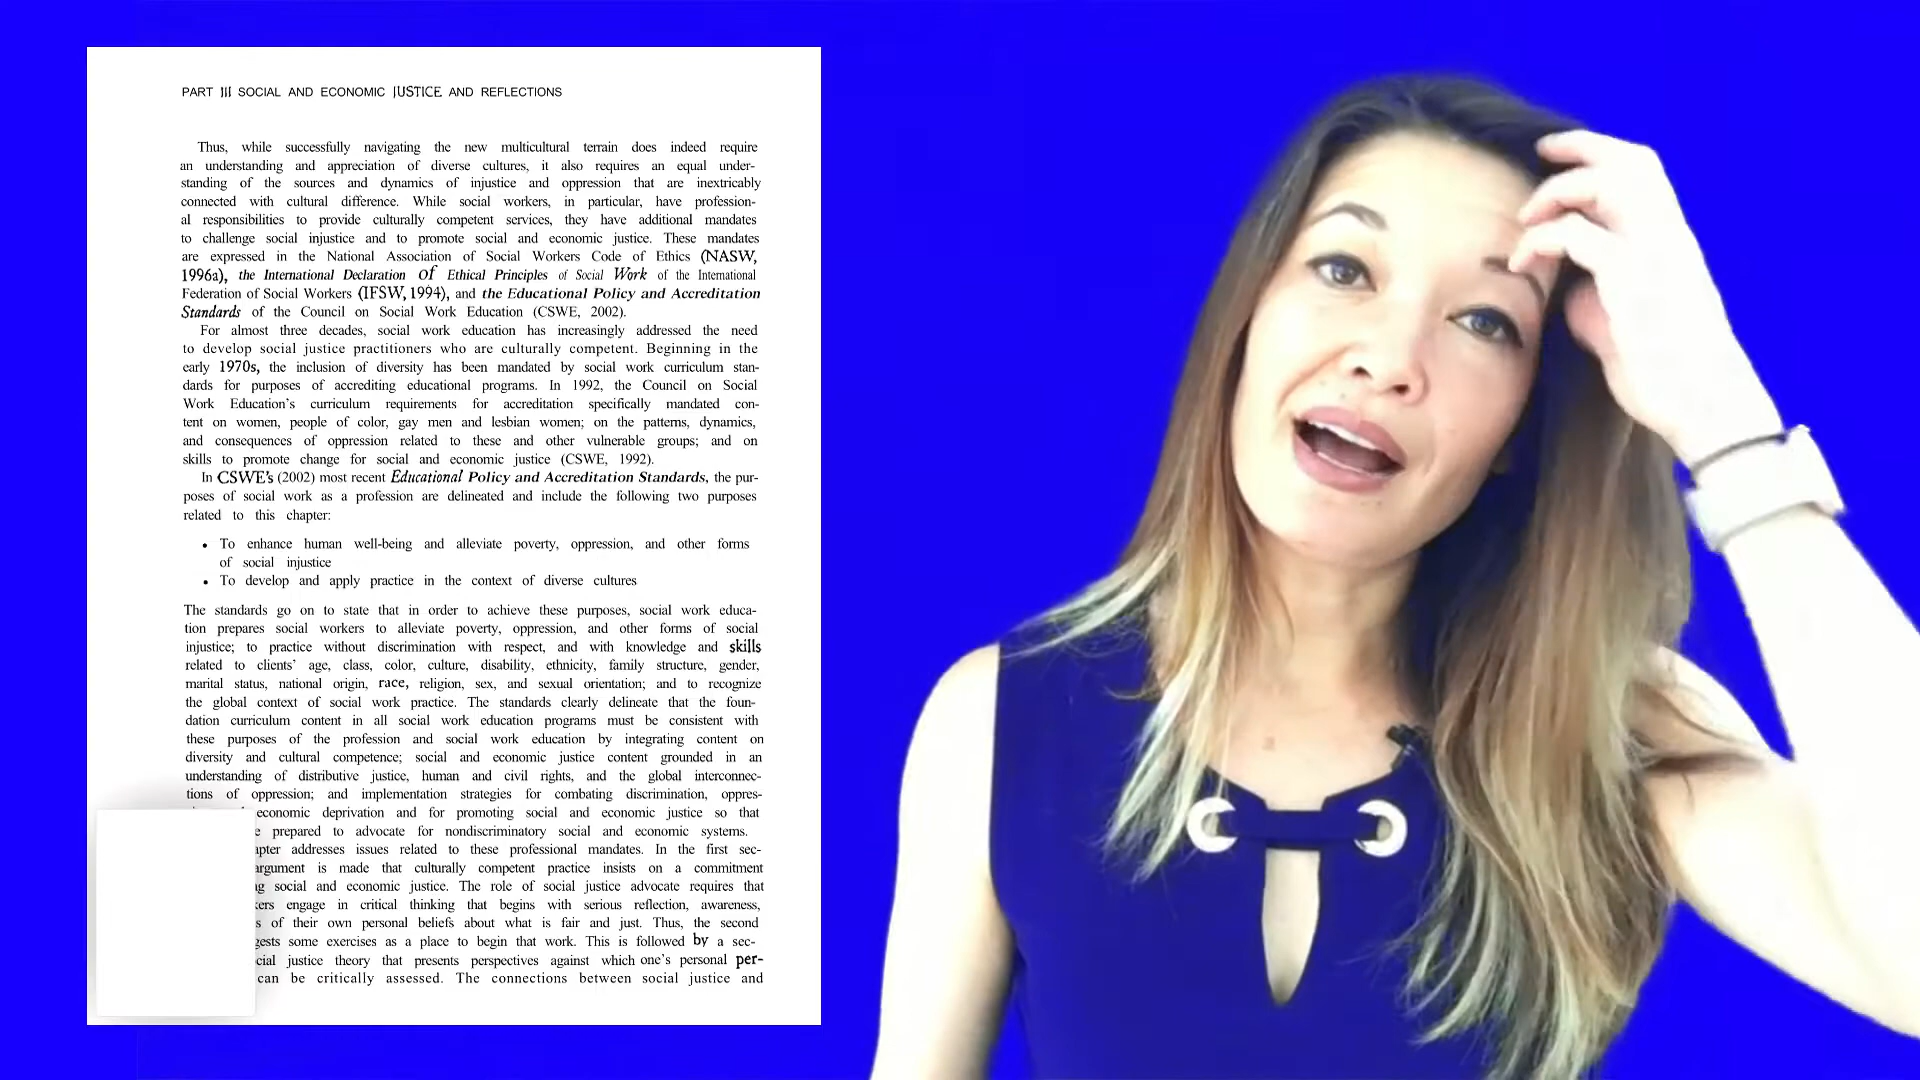 PART III SOCIAL AND ECONOMIC JUSTICE AND REFLECTIONS
Thus, while successfully navigating the new multicultural terrain does indeed require
an understanding and appreciation of diverse cultures, it also requires an equal under-
standing of the sources and dynamics of injustice and oppression that are inextricably
connected with cultural difference. While social workers, in particular, have profession-
al responsibilities to provide culturally competent services, they have additional mandates
to challenge social injustice and to promote social and economic justice. These mandates
are expressed in the National Association of Social Workers Code of Ethics (NASW,
1996a), the International Declaration Of Ethical Principles of Social Work of the International
Federation of Social Workers (IFSW, 1994), and the Educational Policy and Accreditation
Standards of the Council on Social Work Education (CSWE, 2002).
For almost three decades, social work education has increasingly addressed the need
to develop social justice practitioners who are culturally competent. Beginning in the
early 1970s, the inclusion of diversity has been mandated by social work curriculum stan-
dards for purposes of accrediting educational programs. In 1992, the Council on Social
Work Education's curriculum requirements for accreditation specifically mandated con-
tent on women, people of color, gay men and lesbian women; on the patterns, dynamics,
and consequences of oppression related to these and other vulnerable groups; and on
skills to promote change for social and economic justice (CSWE, 1992).
In CSWE's (2002) most recent Educational Policy and Accreditation Standards, the pur-
poses of social work as a profession are delineated and include the following two purposes
related to this chapter:
• To enhance human well-being and alleviate poverty, oppression, and other forms
of social injustice
• To develop and apply practice in the context of diverse cultures
The standards go on to state that in order to achieve these purposes, social work educa-
tion prepares social workers to alleviate poverty, oppression, and other forms of social
injustice; to practice without discrimination with respect, and with knowledge and skills
related to clients' age, class, color, culture, disability, ethnicity, family structure, gender,
marital status, national origin, race, religion, sex, and sexual orientation; and to recognize
the global context of social work practice. The standards clearly delineate that the foun-
dation curriculum content in all social work education programs must be consistent with
these purposes of the profession and social work education by integrating content on
diversity and cultural competence; social and economic justice content grounded in an
understanding of distributive justice, human and civil rights, and the global interconnec-
tions of oppression; and implementation strategies for combating discrimination, oppres-
economic deprivation and for promoting social and economic justice so that
prepared to advocate for nondiscriminatory social and economic systems.
addresses issues related to these professional mandates. In the first sec-
argument is made that culturally competent practice insists on a commitment
social and economic justice. The role of social justice advocate requires that
engage in critical thinking that begins with serious reflection, awareness,
of their own personal beliefs about what is fair and just. Thus, the second
some exercises as a place to begin that work. This is followed by a sec-
justice theory that presents perspectives against which one's personal per-
can be critically assessed. The connections between social justice and